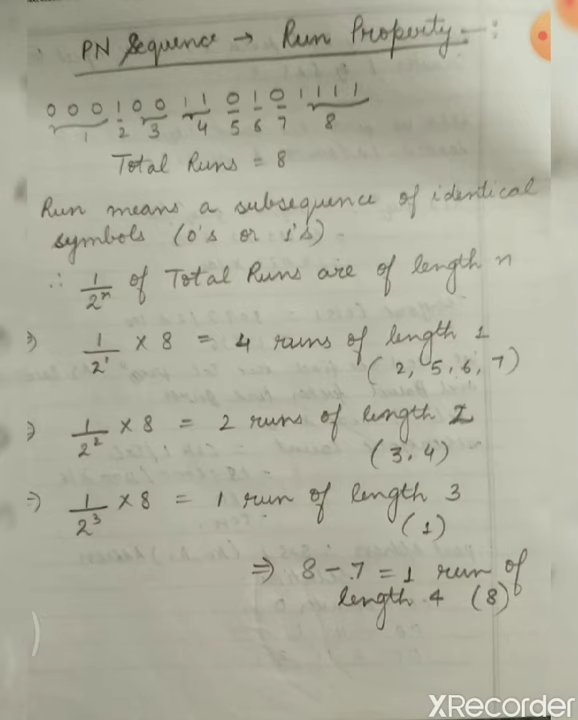 PN Sequence → Run Property - :
0 0 0 1 0 0 1 1 0 1 0 1 1 1 1
1 2 3 4 5 6 7 8
Total Runs = 8
Run means a subsequence of identical
symbols (0's or 1's) -
∴ 1/2^n of Total Runs are of length n
⇒ 1/2^1 × 8 = 4 runs of length 1
(2, 5, 6, 7)
⇒ 1/2^2 × 8 = 2 runs of length 2
(3, 4)
⇒ 1/2^3 × 8 = 1 run of length 3
(1)
⇒ 8 - 7 = 1 run of
length 4 (8)
XRecorder